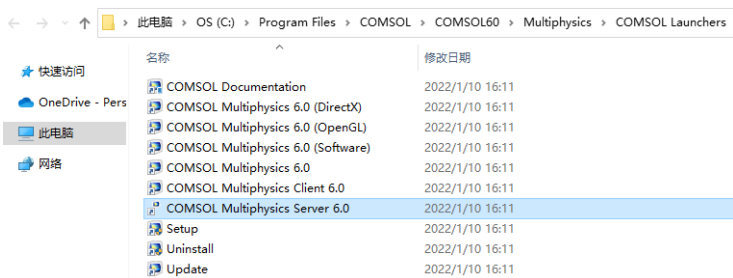 此电脑 › OS (C:) › Program Files › COMSOL › COMSOL60 › Multiphysics › COMSOL Launchers
名称 修改日期
快速访问
COMSOL Documentation 2022/1/10 16:11
OneDrive - Pers
COMSOL Multiphysics 6.0 (DirectX) 2022/1/10 16:11
COMSOL Multiphysics 6.0 (OpenGL) 2022/1/10 16:11
此电脑
COMSOL Multiphysics 6.0 (Software) 2022/1/10 16:11
网络
COMSOL Multiphysics 6.0 2022/1/10 16:11
COMSOL Multiphysics Client 6.0 2022/1/10 16:11
COMSOL Multiphysics Server 6.0 2022/1/10 16:11
Setup 2022/1/10 16:11
Uninstall 2022/1/10 16:11
Update 2022/1/10 16:11